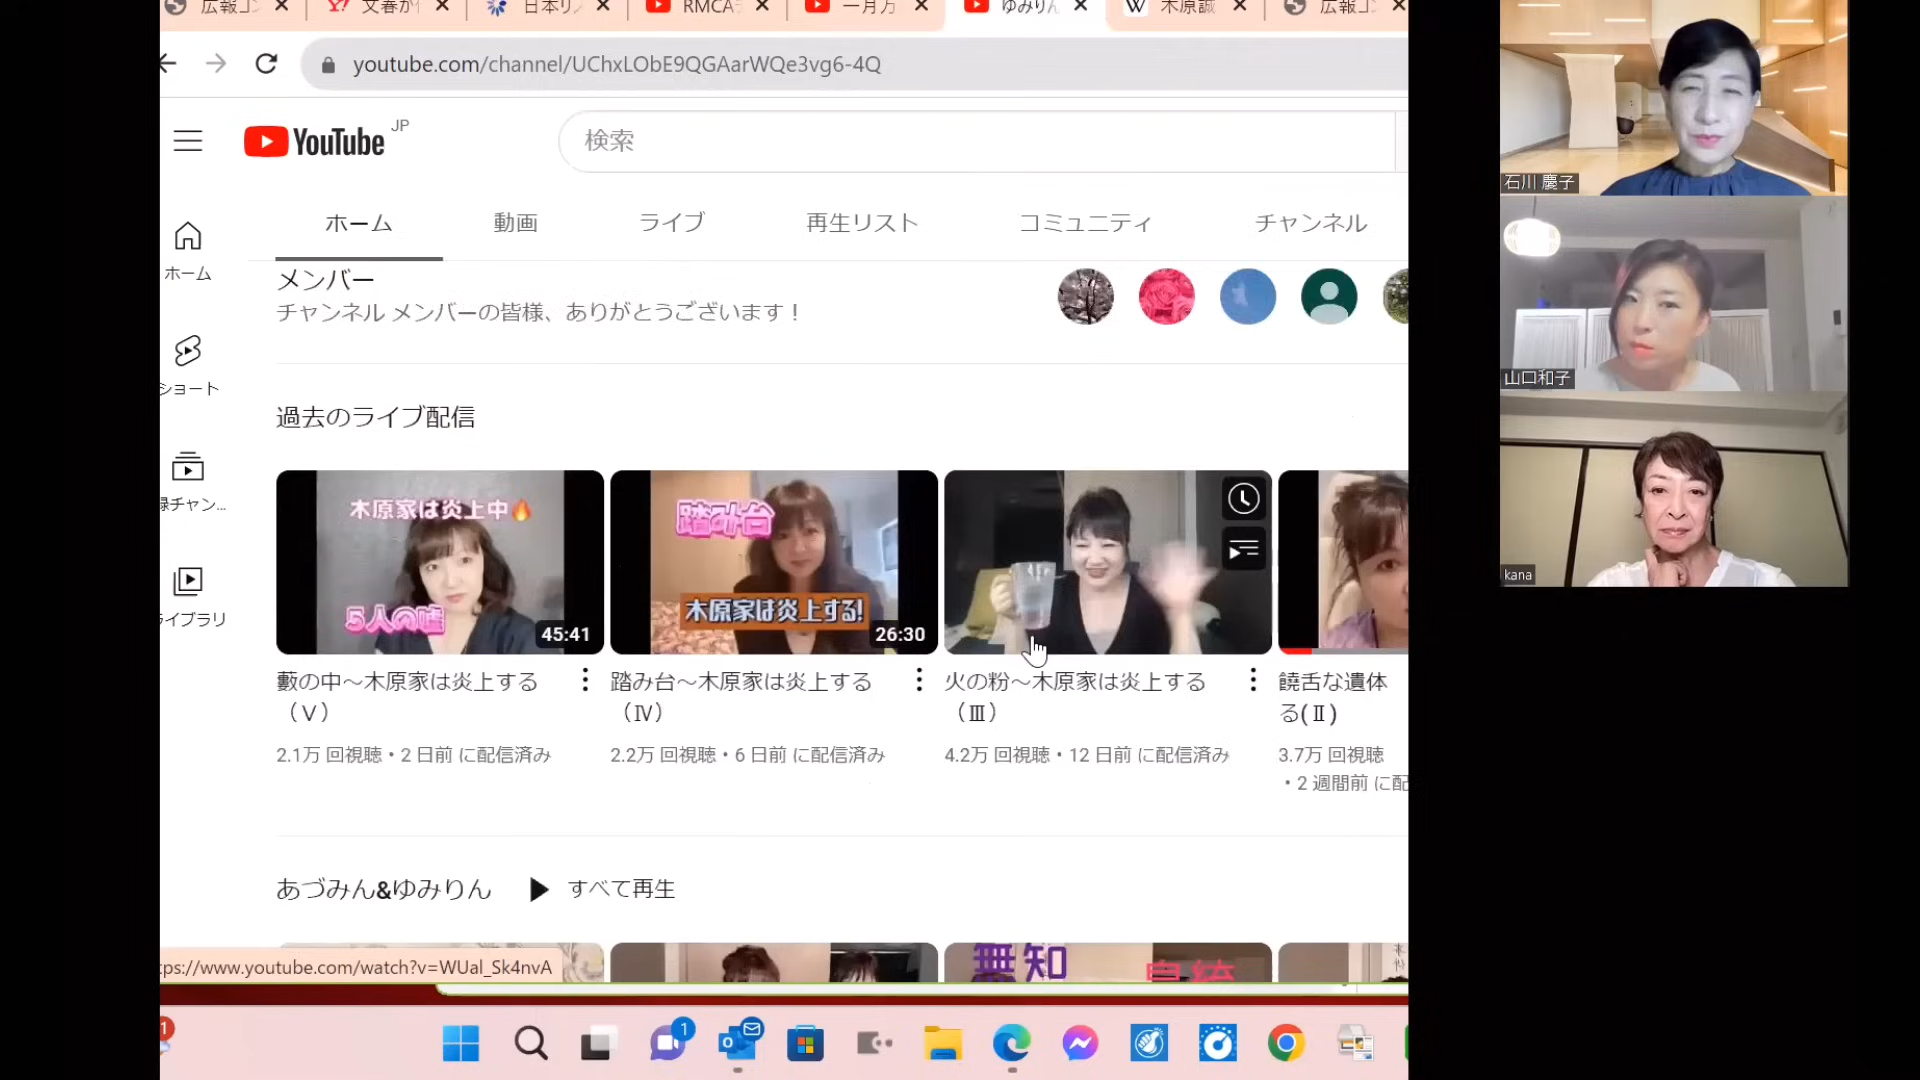 広報コン
文春が
日本リ
RMCA
一月万
ゆみりん
木原誠
広報コ
youtube.com/channel/UChxLObE9QGAarWQe3vg6-4Q
YouTube JP
検索
ホーム 動画 ライブ 再生リスト コミュニティ チャンネル
ホーム
ショート
録チャン...
ライブラリ
メンバー
チャンネル メンバーの皆様、ありがとうございます！
過去のライブ配信
木原家は炎上中
5人の嘘
45:41
踏み台
木原家は炎上する!
26:30
藪の中～木原家は炎上する
（Ⅴ）
2.1万 回視聴・2 日前 に配信済み
踏み台～木原家は炎上する
（Ⅳ）
2.2万 回視聴・6 日前 に配信済み
火の粉～木原家は炎上する
（Ⅲ）
4.2万 回視聴・12 日前 に配信済み
饒舌な遺体
る(Ⅱ)
3.7万 回視聴
・2 週間前 に配
あづみん&ゆみりん
すべて再生
無知
tps://www.youtube.com/watch?v=WUal_Sk4nvA
1
1
石川 慶子
山口和子
kana